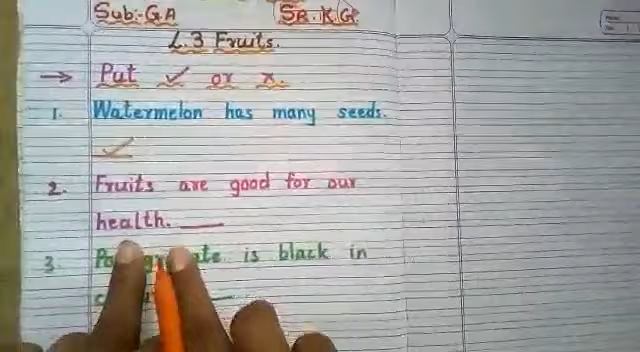 Sub:- G.A
SR. K.G.
L.3 Fruits.
→ Put ✓ or x.
1. Watermelon has many seeds.
✓
2. Fruits are good for our
health. ___
3. is black in